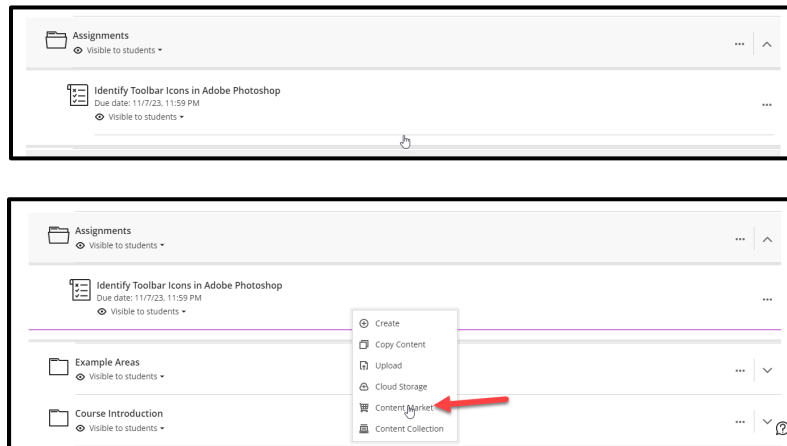 Assignments
Visible to students
Identify Toolbar Icons in Adobe Photoshop
Due date: 11/7/23, 11:59 PM
Visible to students
Assignments
Visible to students
Identify Toolbar Icons in Adobe Photoshop
Due date: 11/7/23, 11:59 PM
Visible to students
Create
Copy Content
Upload
Cloud Storage
Content Market
Content Collection
Example Areas
Visible to students
Course Introduction
Visible to students